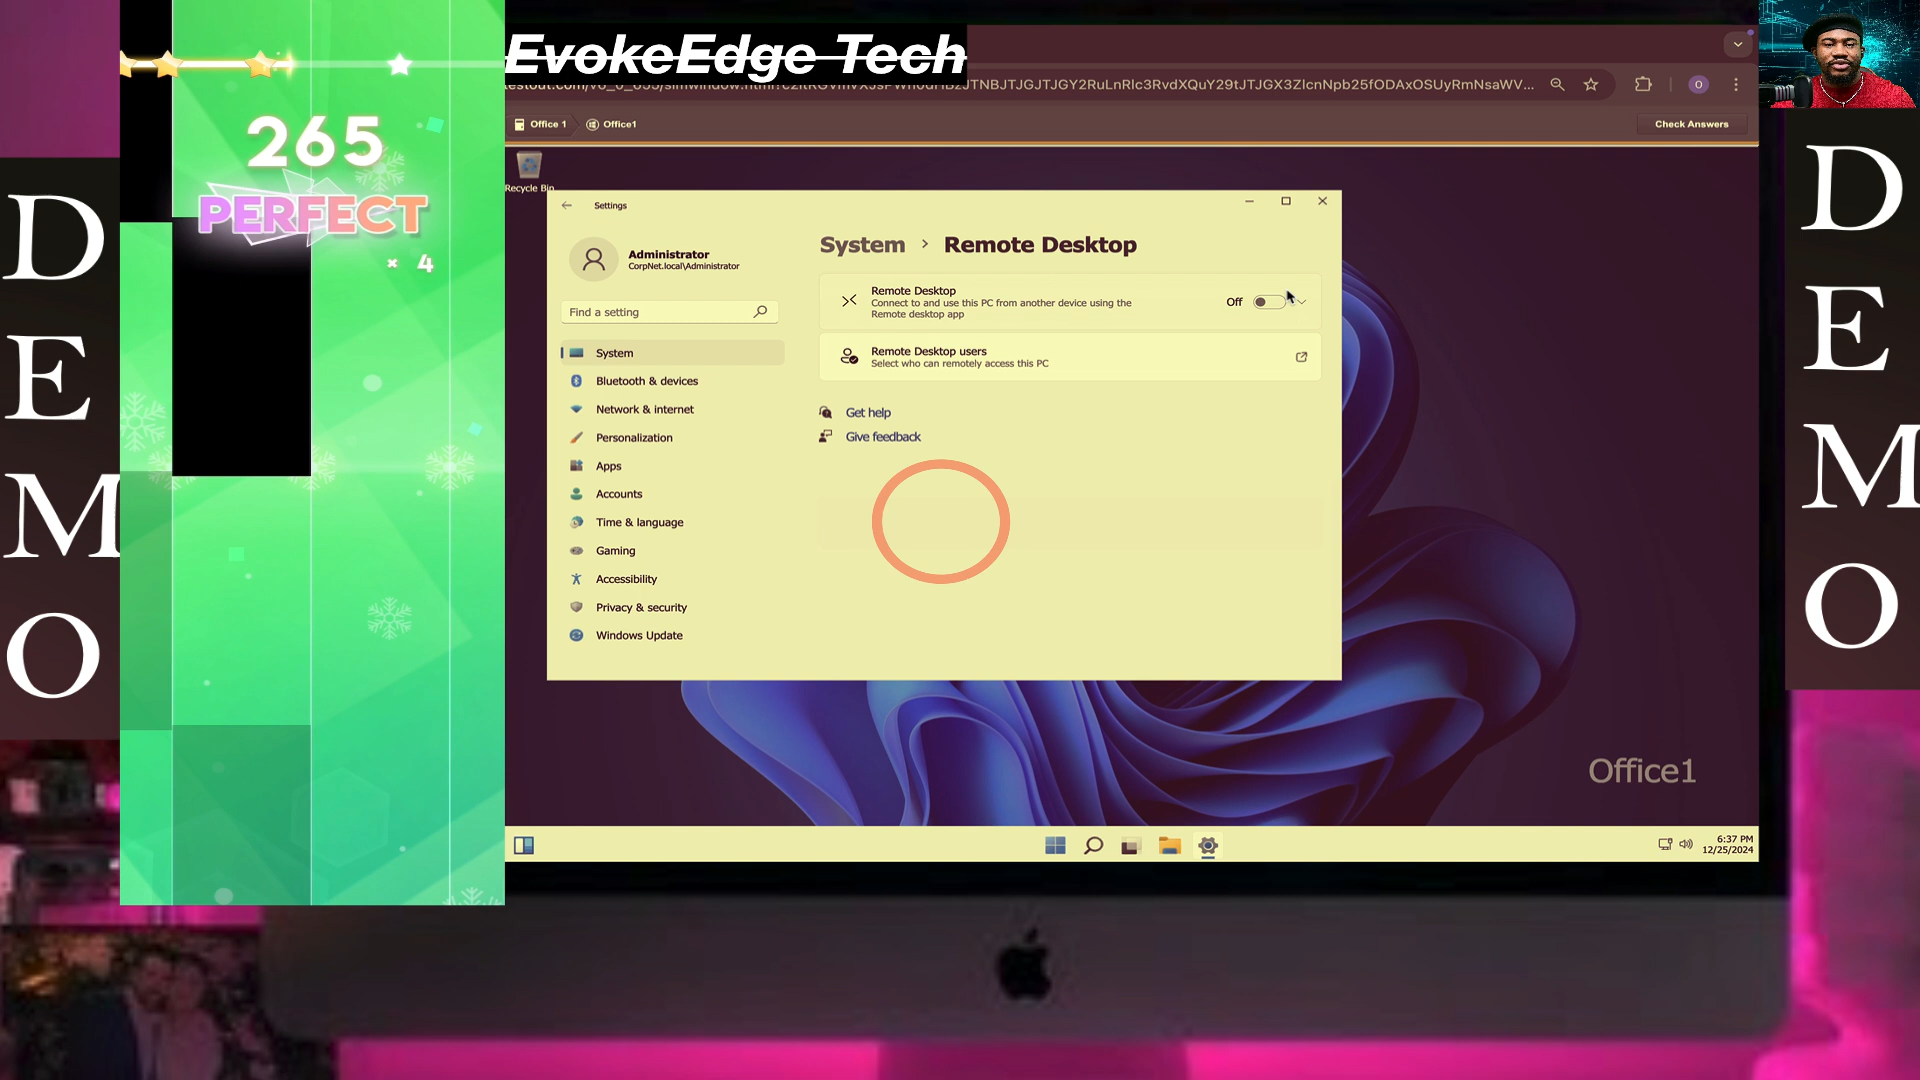 EvokeEdge Tech
Office 1
Office1
Check Answers
Recycle Bin
Settings
Administrator
CorpNet.local\Administrator
Find a setting
System
Bluetooth & devices
Network & internet
Personalization
Apps
Accounts
Time & language
Gaming
Accessibility
Privacy & security
Windows Update
System > Remote Desktop
Remote Desktop
Connect to and use this PC from another device using the
Remote desktop app
Off
Remote Desktop users
Select who can remotely access this PC
Get help
Give feedback
Office1
6:37 PM
12/25/2024
265
PERFECT
× 4
DEMO
DEMO
O